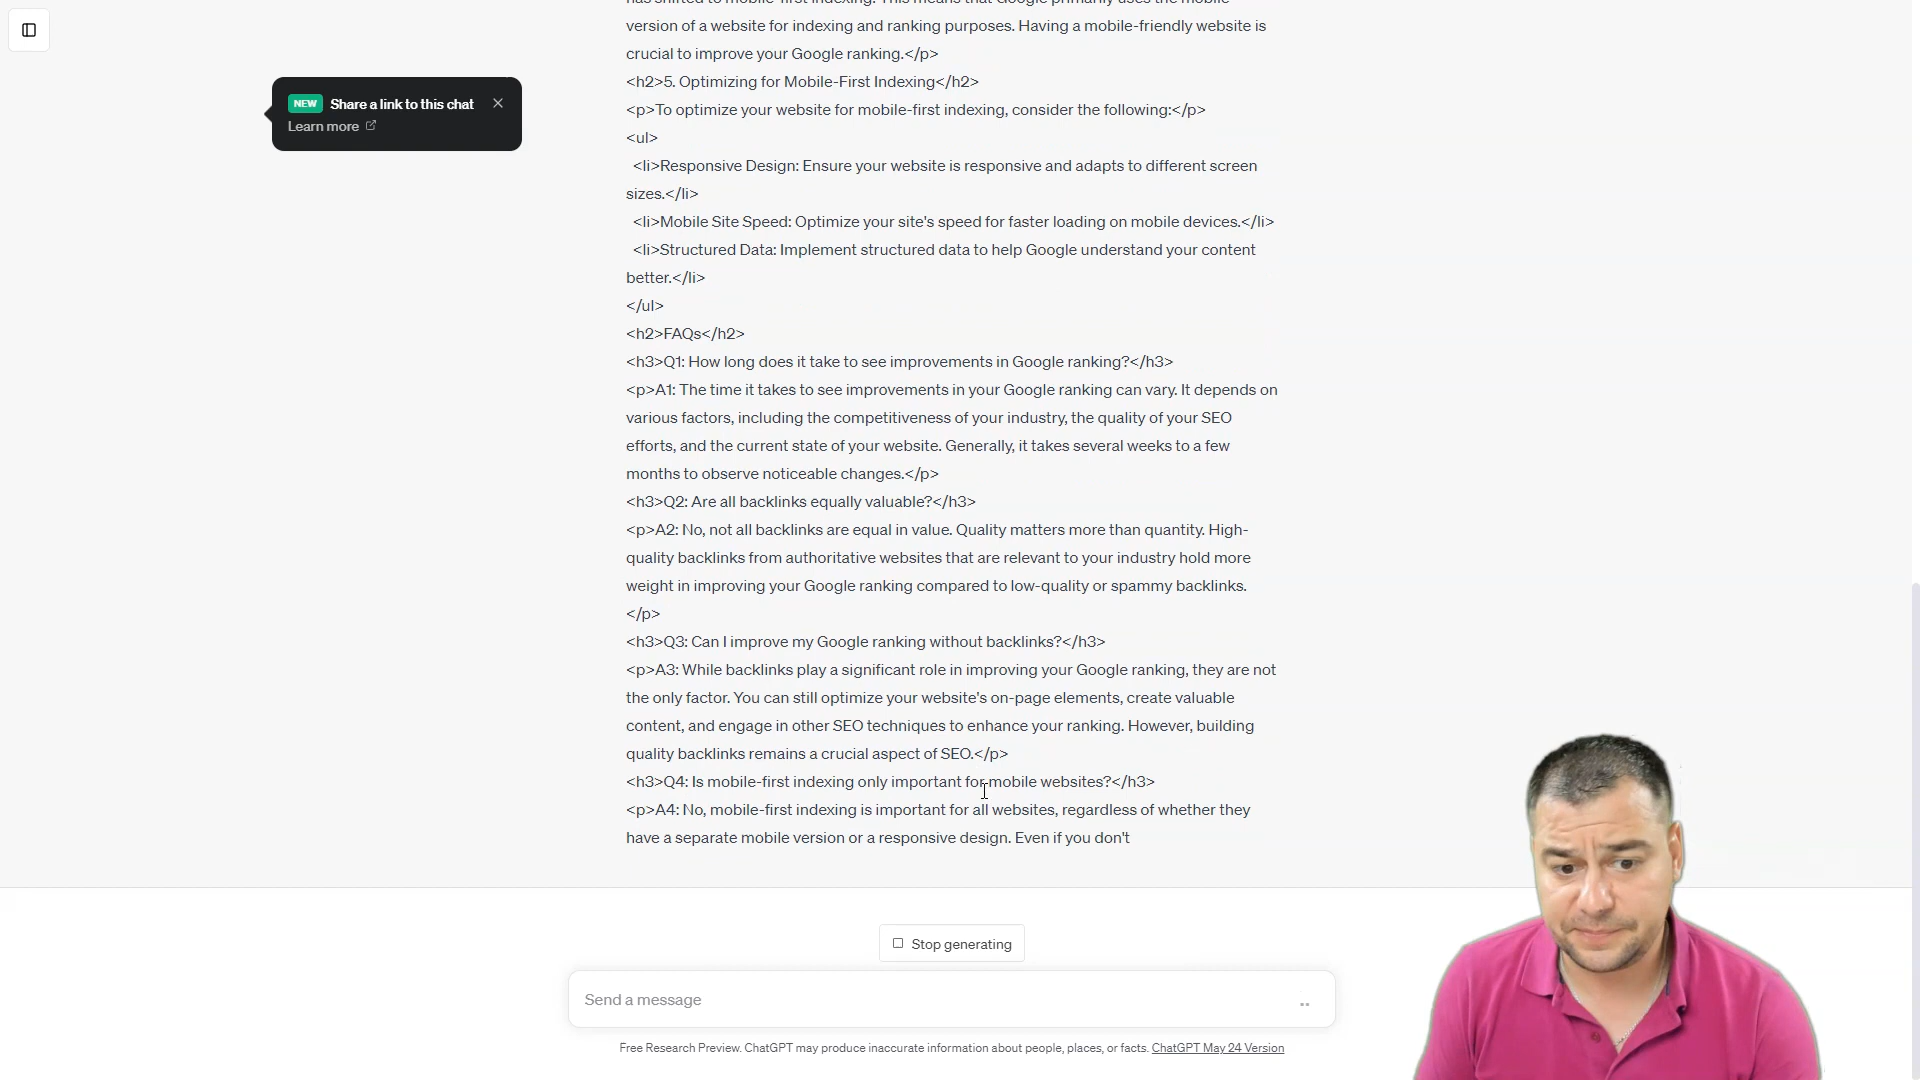 version of a website for indexing and ranking purposes. Having a mobile-friendly website is
crucial to improve your Google ranking.</p>
<h2>5. Optimizing for Mobile-First Indexing</h2>
NEW Share a link to this chat
Learn more
<p>To optimize your website for mobile-first indexing, consider the following:</p>
<ul>
<li>Responsive Design: Ensure your website is responsive and adapts to different screen
sizes.</li>
<li>Mobile Site Speed: Optimize your site's speed for faster loading on mobile devices.</li>
<li>Structured Data: Implement structured data to help Google understand your content
better.</li>
</ul>
<h2>FAQs</h2>
<h3>Q1: How long does it take to see improvements in Google ranking?</h3>
<p>A1: The time it takes to see improvements in your Google ranking can vary. It depends on
various factors, including the competitiveness of your industry, the quality of your SEO
efforts, and the current state of your website. Generally, it takes several weeks to a few
months to observe noticeable changes.</p>
<h3>Q2: Are all backlinks equally valuable?</h3>
<p>A2: No, not all backlinks are equal in value. Quality matters more than quantity. High-
quality backlinks from authoritative websites that are relevant to your industry hold more
weight in improving your Google ranking compared to low-quality or spammy backlinks.
</p>
<h3>Q3: Can I improve my Google ranking without backlinks?</h3>
<p>A3: While backlinks play a significant role in improving your Google ranking, they are not
the only factor. You can still optimize your website's on-page elements, create valuable
content, and engage in other SEO techniques to enhance your ranking. However, building
quality backlinks remains a crucial aspect of SEO.</p>
<h3>Q4: Is mobile-first indexing only important for mobile websites?</h3>
<p>A4: No, mobile-first indexing is important for all websites, regardless of whether they
have a separate mobile version or a responsive design. Even if you don't
Stop generating
Send a message
Free Research Preview. ChatGPT may produce inaccurate information about people, places, or facts. ChatGPT May 24 Version